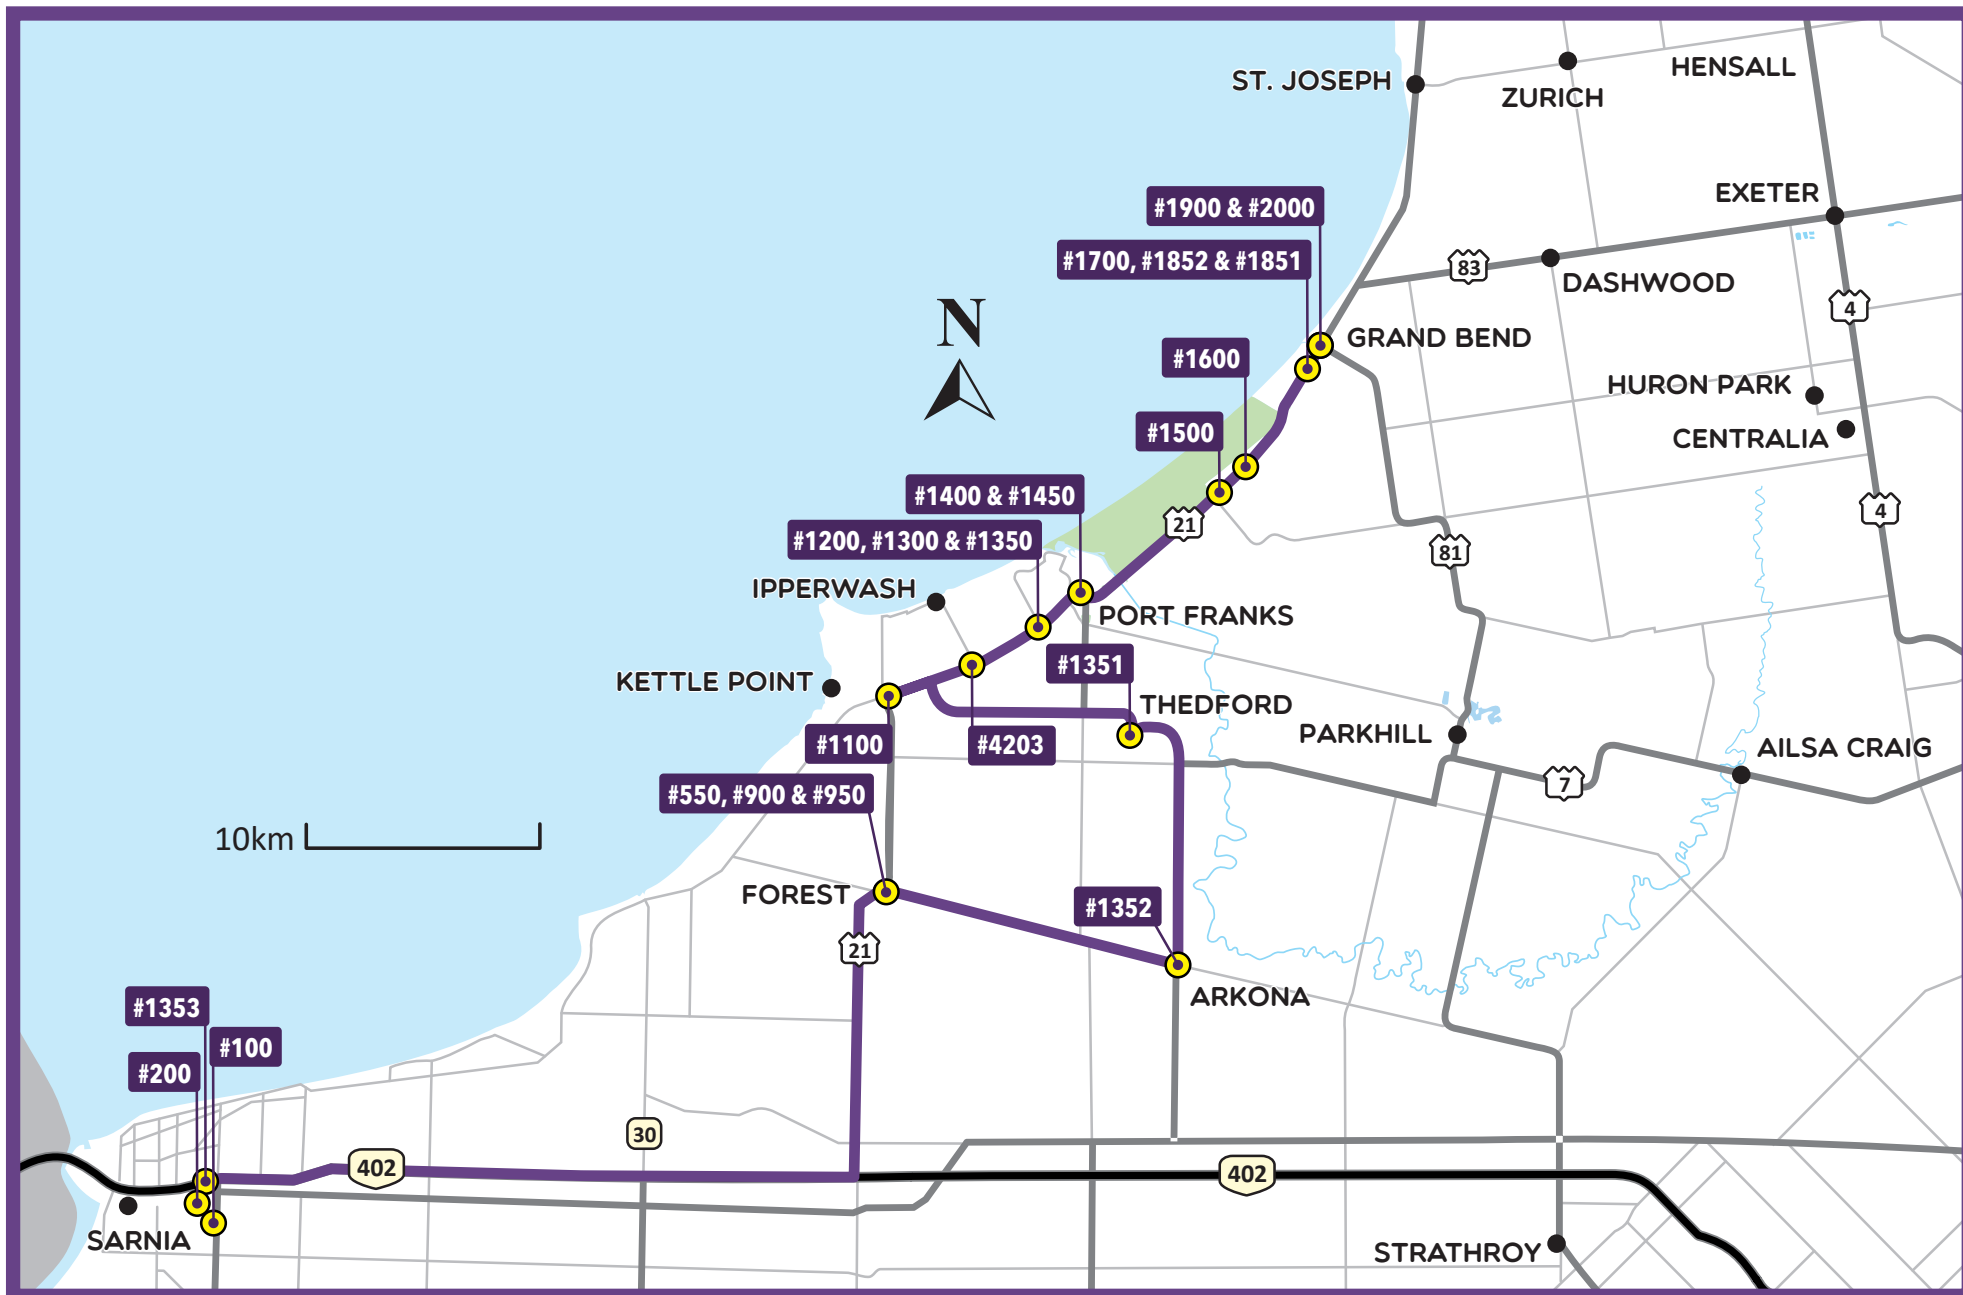 ST. JOSEPH
HENSALL
ZURICH
EXETER
#1900 & #2000
#1700, #1852 & #1851
83
DASHWOOD
4
N
GRAND BEND
#1600
HURON PARK
#1500
CENTRALIA
#1400 & #1450
4
21
#1200, #1300 & #1350
81
IPPERWASH
PORT FRANKS
#1351
KETTLE POINT
THEDFORD
PARKHILL
#1100
#4203
AILSA CRAIG
7
#550, #900 & #950
10km
FOREST
#1352
21
ARKONA
#1353
#100
#200
30
402
402
SARNIA
STRATHROY